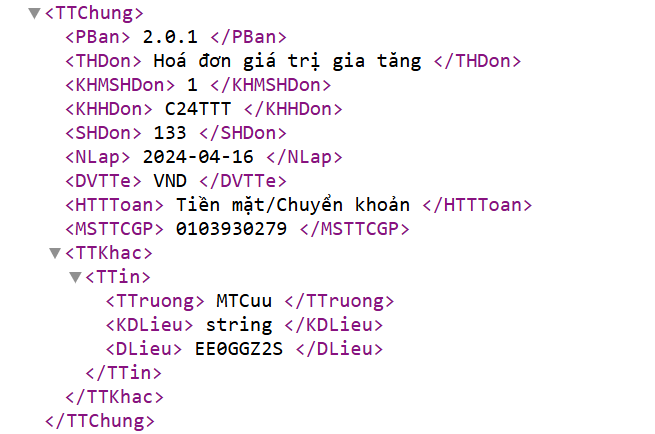 ▼<TTChung>
<PBan> 2.0.1 </PBan>
<THDon> Hoá đơn giá trị gia tăng </THDon>
<KHMSHDon> 1 </KHMSHDon>
<KHHDon> C24TTT </KHHDon>
<SHDon> 133 </SHDon>
<NLap> 2024-04-16 </NLap>
<DVTTe> VND </DVTTe>
<HTTToan> Tiền mặt/Chuyển khoản </HTTToan>
<MSTTCGP> 0103930279 </MSTTCGP>
▼<TTKhac>
▼<TTin>
<TTruong> MTCuu </TTruong>
<KDLieu> string </KDLieu>
<DLieu> EE0GGZ2S </DLieu>
</TTin>
</TTKhac>
</TTChung>